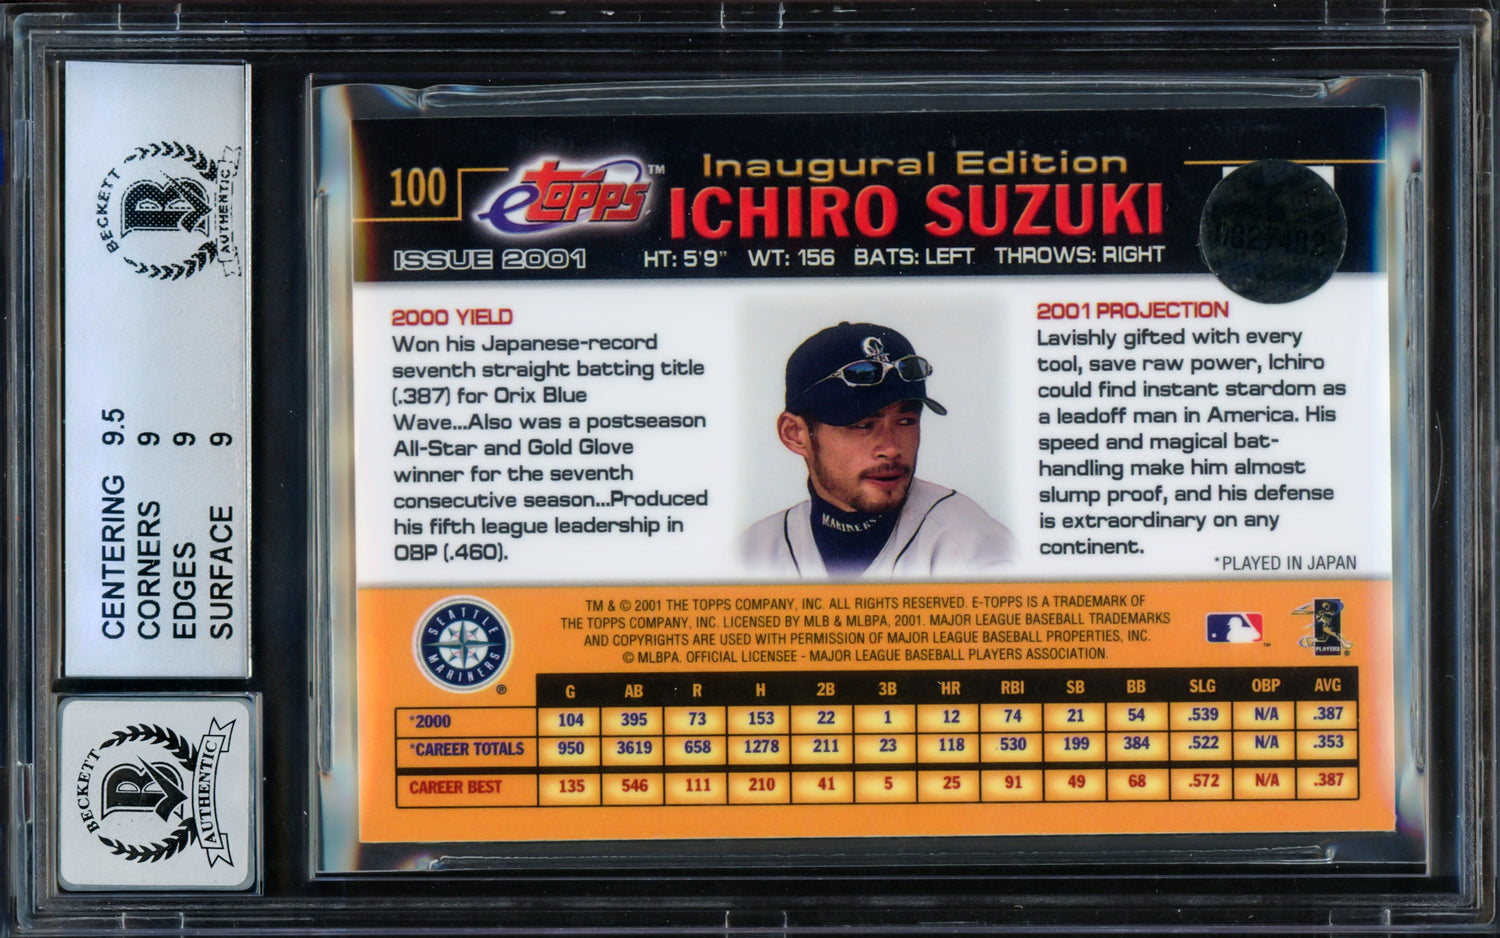 BECKETT
B
AUTHENTIC
CENTERING 9.5
CORNERS 9
EDGES 9
SURFACE 9
BECKETT
B
AUTHENTIC
100
eTOPPS™
Inaugural Edition
ICHIRO SUZUKI
ISSUE 2001
HT: 5'9" WT: 156 BATS: LEFT THROWS: RIGHT
2000 YIELD
Won his Japanese-record
seventh straight batting title
(.387) for Orix Blue
Wave...Also was a postseason
All-Star and Gold Glove
winner for the seventh
consecutive season...Produced
his fifth league leadership in
OBP (.460).
S
MARINERS
2001 PROJECTION
Lavishly gifted with every
tool, save raw power, Ichiro
could find instant stardom as
a leadoff man in America. His
speed and magical bat-
handling make him almost
slump proof, and his defense
is extraordinary on any
continent.
*PLAYED IN JAPAN
SEATTLE
MARINERS
®
TM & © 2001 THE TOPPS COMPANY, INC. ALL RIGHTS RESERVED. E-TOPPS IS A TRADEMARK OF
THE TOPPS COMPANY, INC. LICENSED BY MLB & MLBPA, 2001. MAJOR LEAGUE BASEBALL TRADEMARKS
AND COPYRIGHTS ARE USED WITH PERMISSION OF MAJOR LEAGUE BASEBALL PROPERTIES, INC.
© MLBPA. OFFICIAL LICENSEE - MAJOR LEAGUE BASEBALL PLAYERS ASSOCIATION.
PLAYERS
G AB R H 2B 3B HR RBI SB BB SLG OBP AVG
*2000 104 395 73 153 22 1 12 74 21 54 .539 N/A .387
*CAREER TOTALS 950 3619 658 1278 211 23 118 530 199 384 .522 N/A .353
CAREER BEST 135 546 111 210 41 5 25 91 49 68 .572 N/A .387